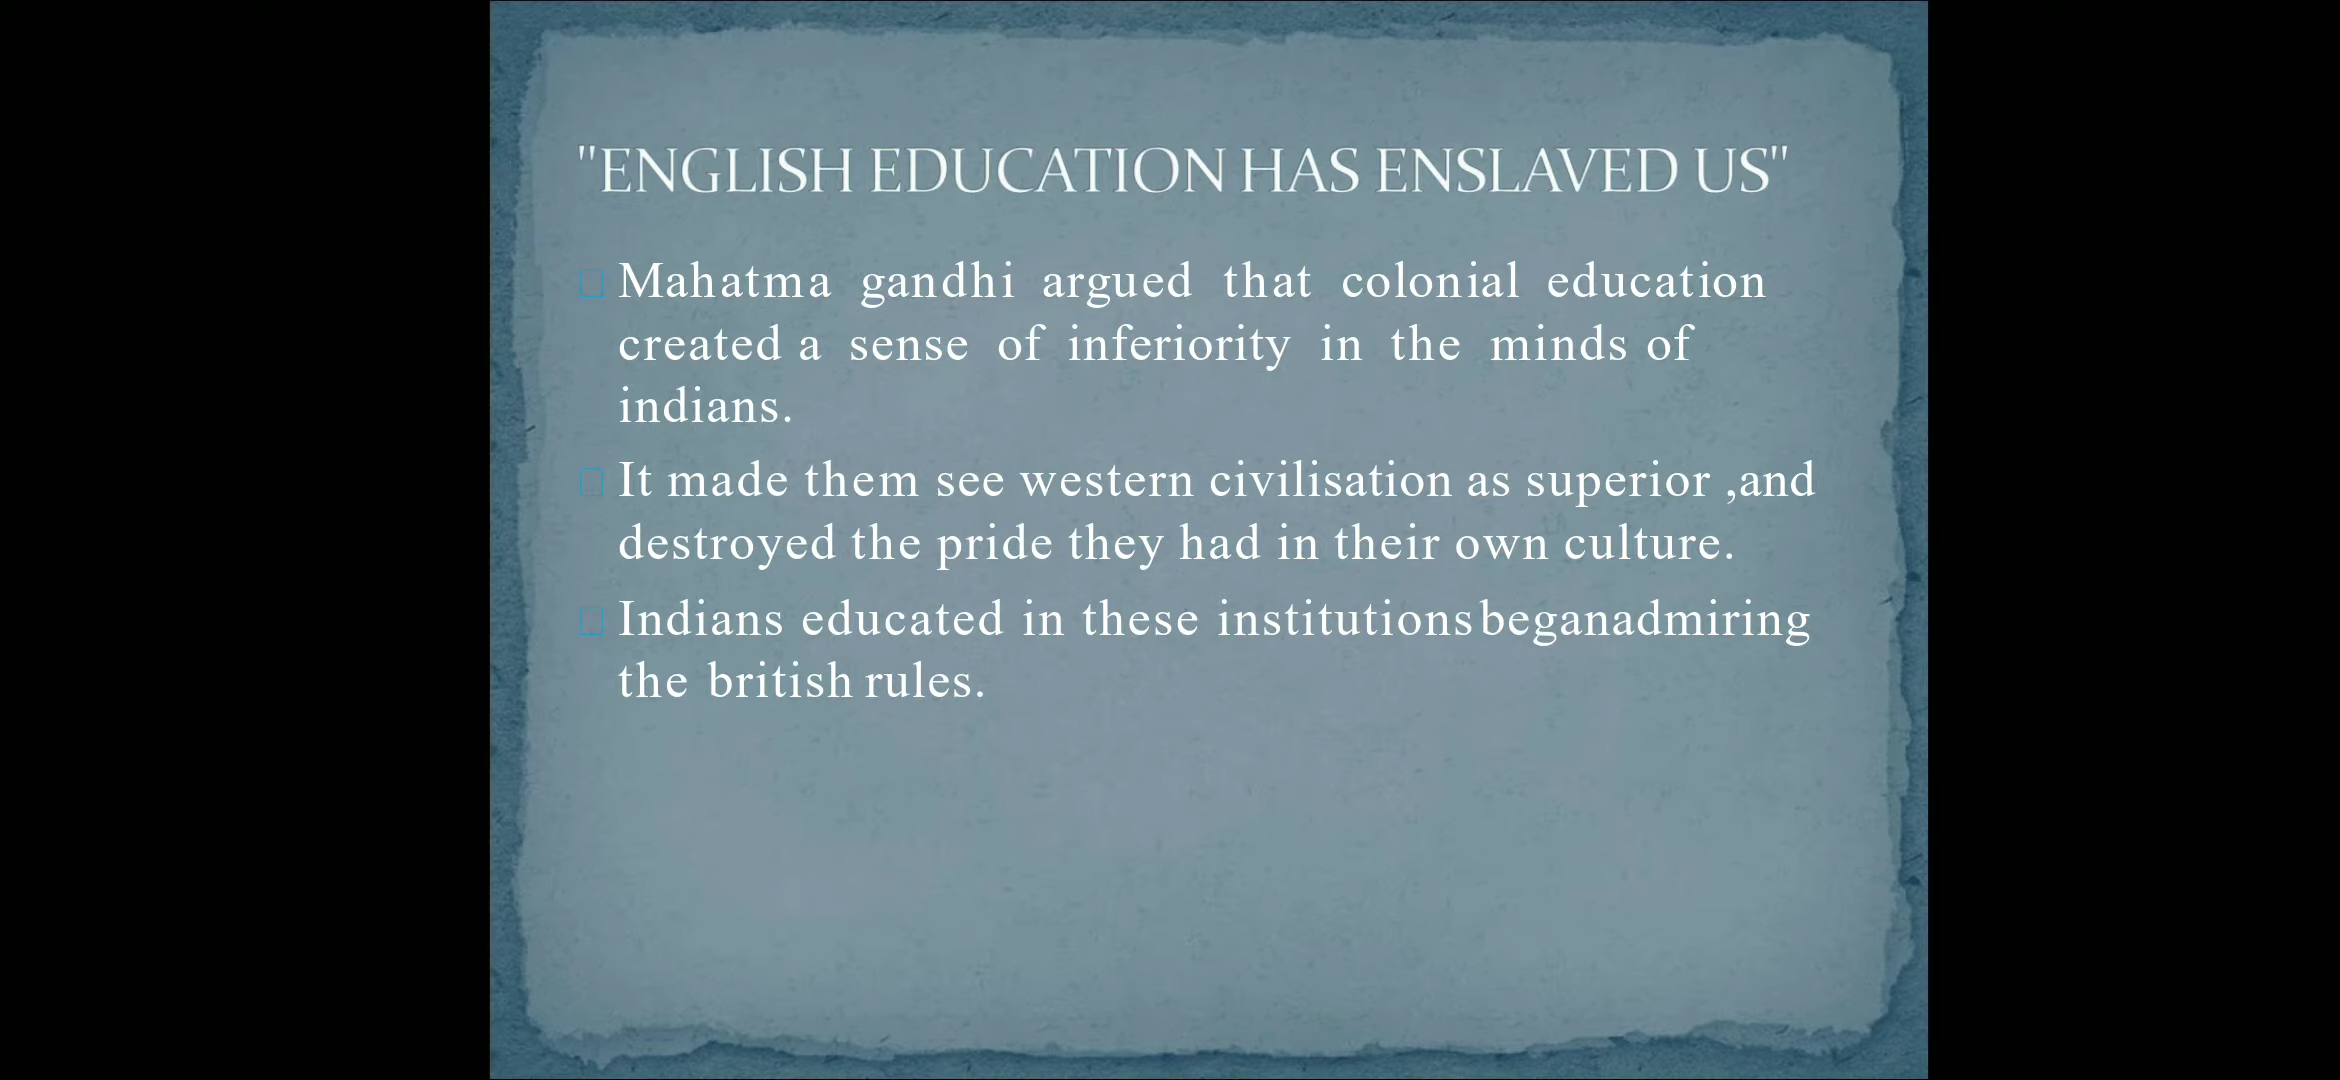 "ENGLISH EDUCATION HAS ENSLAVED US"
Mahatma gandhi argued that colonial education
created a sense of inferiority in the minds of
indians.
It made them see western civilisation as superior ,and
destroyed the pride they had in their own culture.
Indians educated in these institutions beganadmiring
the british rules.